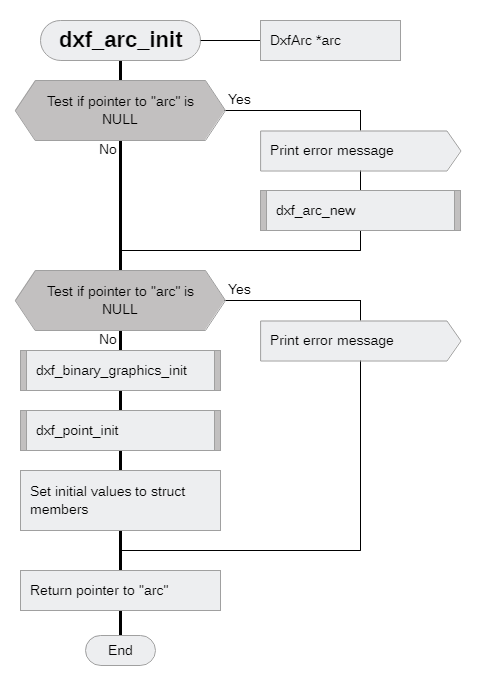 dxf_arc_init
DxfArc *arc
Test if pointer to "arc" is
NULL
Yes
No
Print error message
dxf_arc_new
Test if pointer to "arc" is
NULL
Yes
No
Print error message
dxf_binary_graphics_init
dxf_point_init
Set initial values to struct
members
Return pointer to "arc"
End